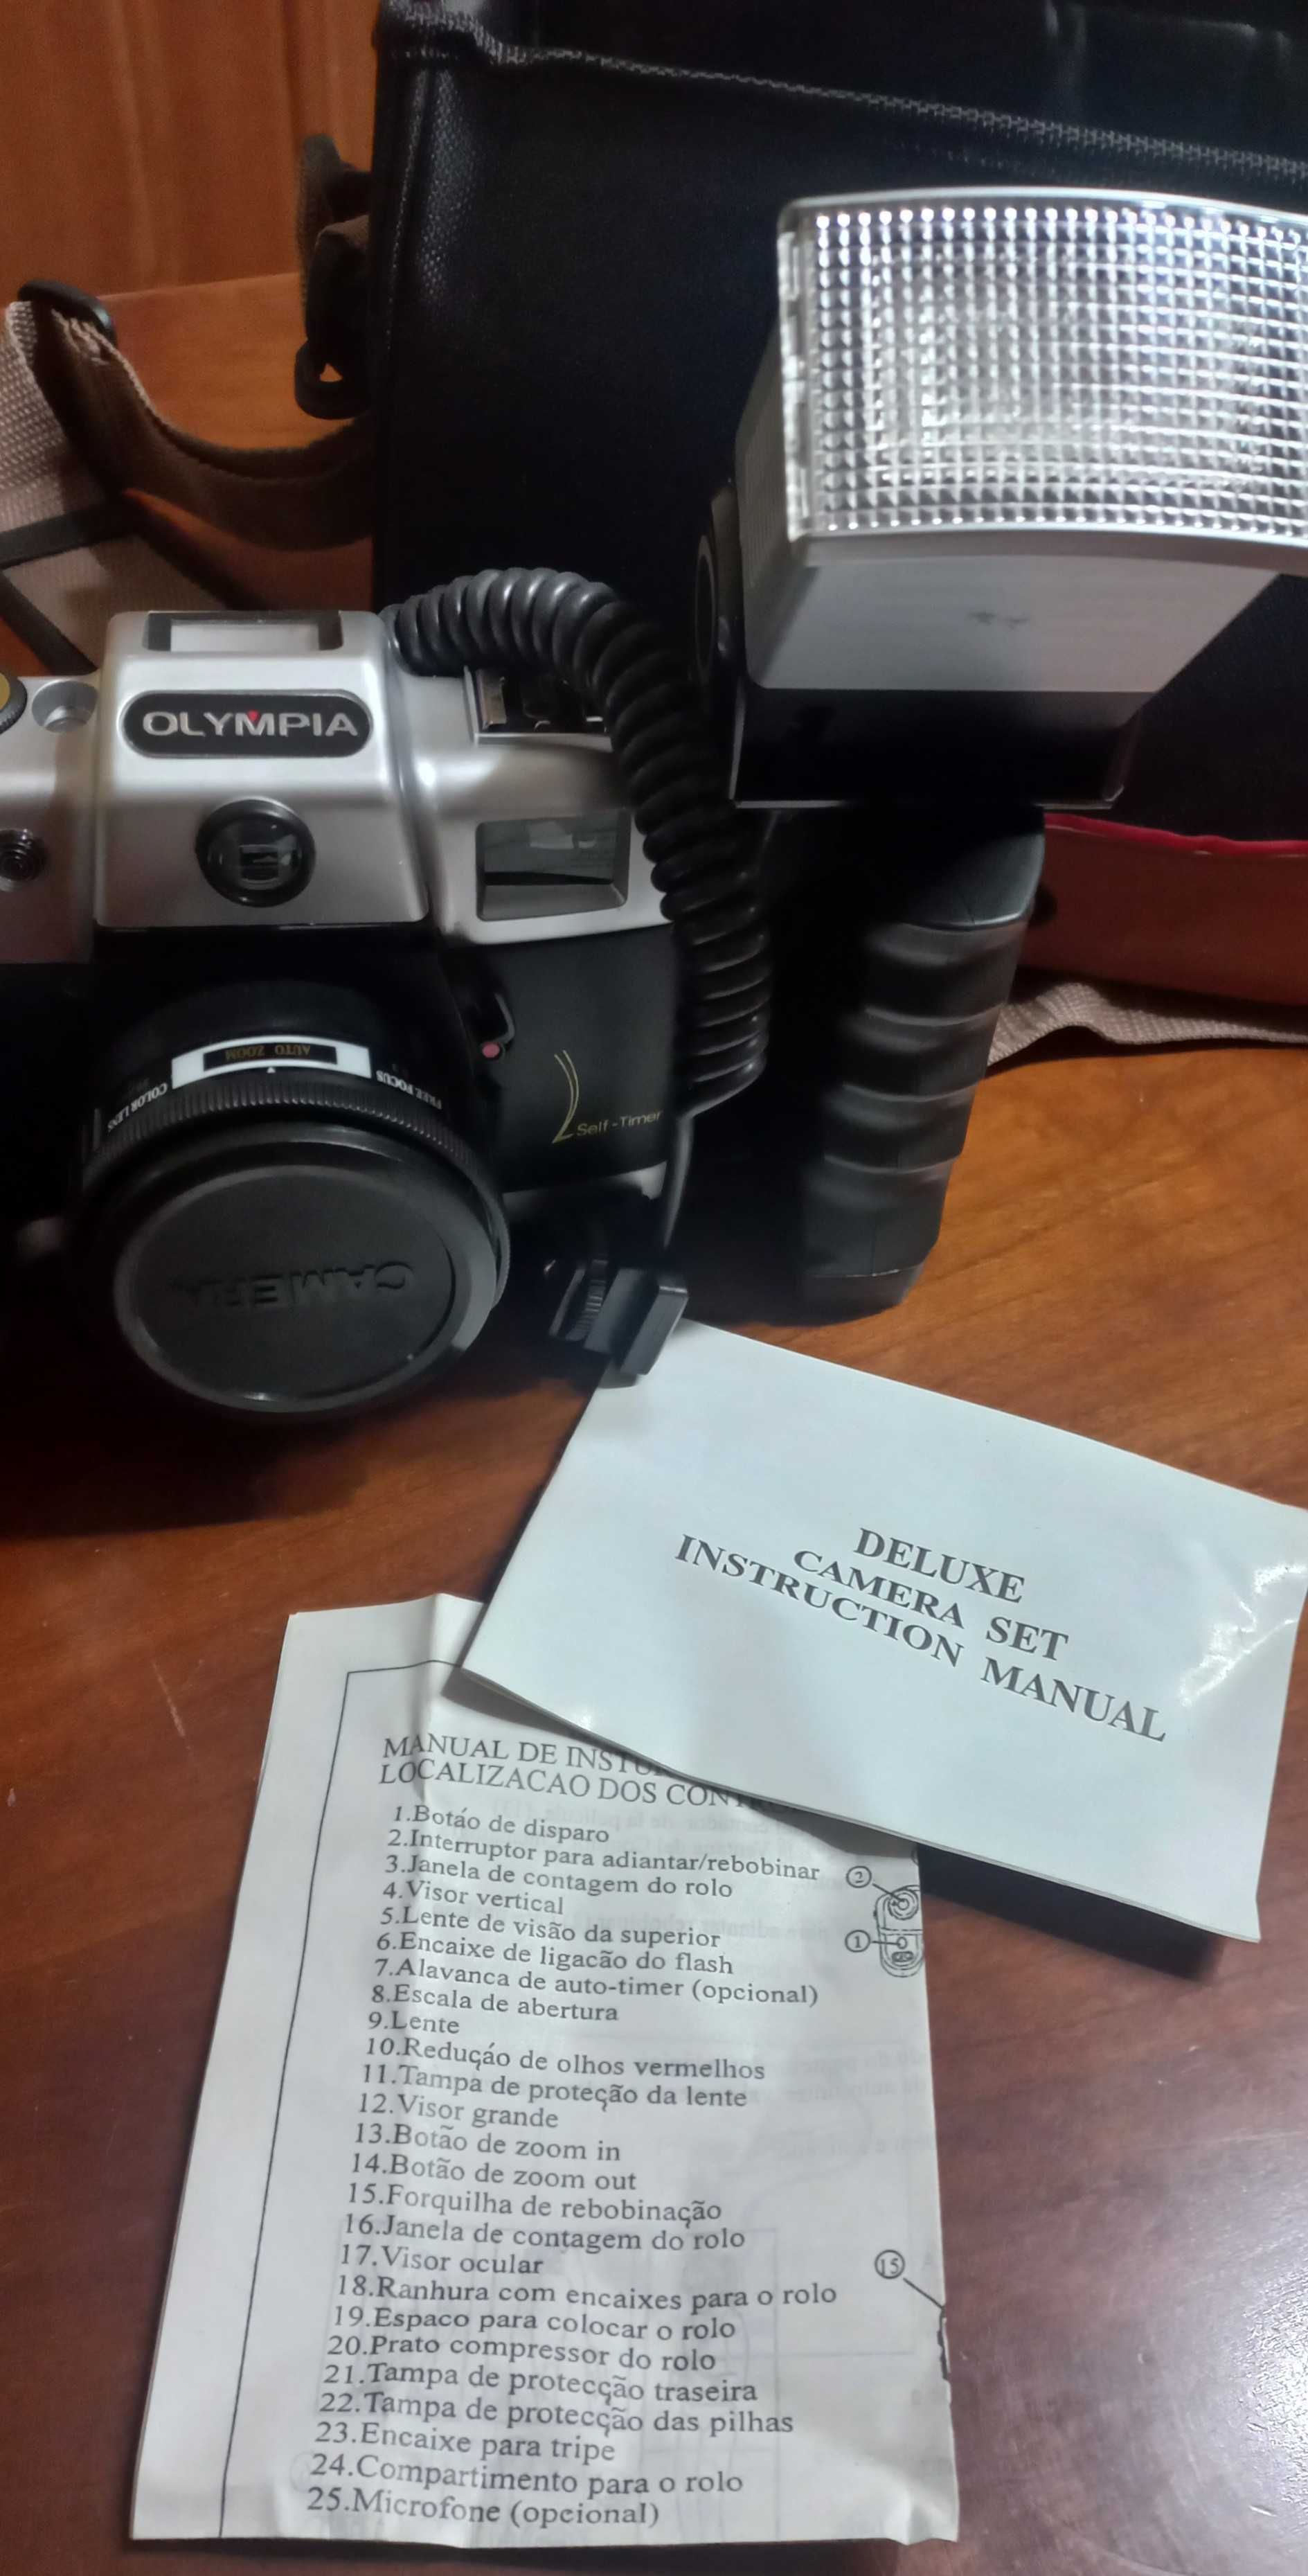 OLYMPIA
AUTO ZOOM
COLOR LENS
FREE FOCUS
Self-Timer
CAMERA
DELUXE
CAMERA SET
INSTRUCTION MANUAL
MANUAL DE
LOCALIZACAO DOS
1.Botáo de disparo
2.Interruptor para adiantar/rebobinar
3.Janela de contagem do rolo
4.Visor vertical
5.Lente de visão da superior
6.Encaixe de ligacão do flash
7.Alavanca de auto-timer (opcional)
8.Escala de abertura
9.Lente
10.Reduçáo de olhos vermelhos
11.Tampa de proteção da lente
12.Visor grande
13.Botão de zoom in
14.Botão de zoom out
15.Forquilha de rebobinação
16.Janela de contagem do rolo
17.Visor ocular
18.Ranhura com encaixes para o rolo
19.Espaco para colocar o rolo
20.Prato compressor do rolo
21.Tampa de protecção traseira
22.Tampa de protecção das pilhas
23.Encaixe para tripe
24.Compartimento para o rolo
25.Microfone (opcional)
2
1
15